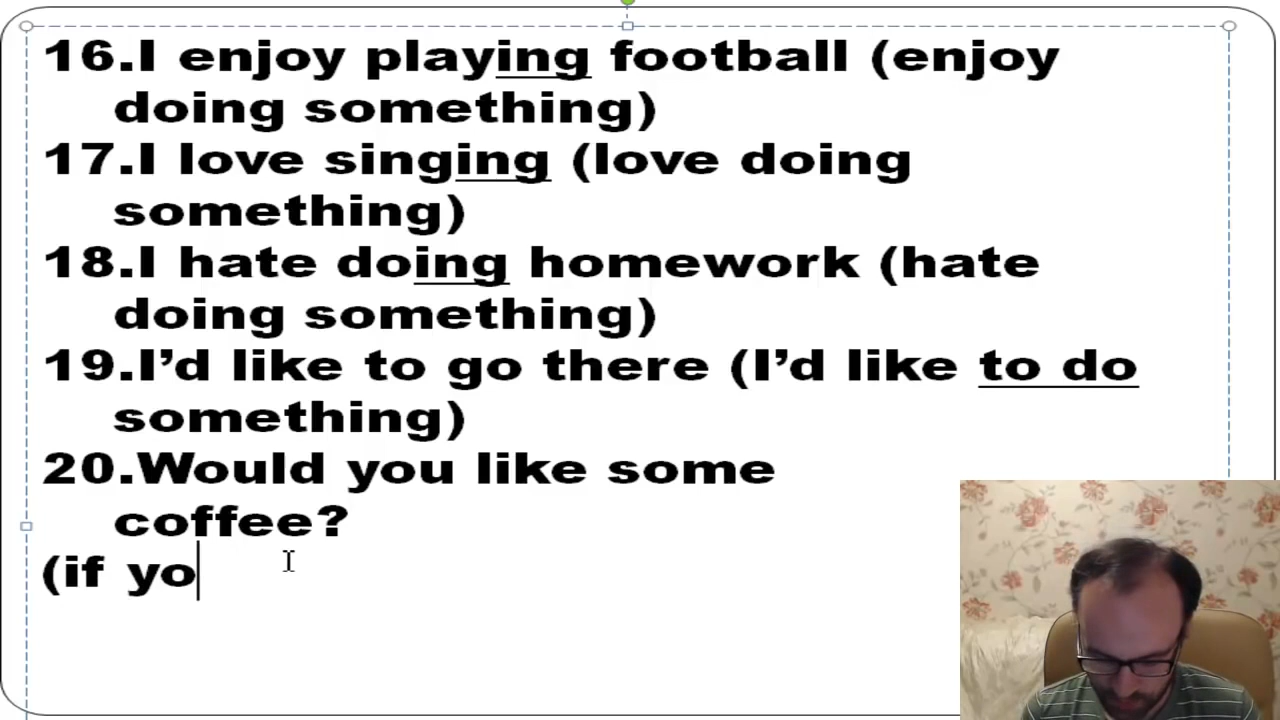 16.I enjoy playing football (enjoy
doing something)
17.I love singing (love doing
something)
18.I hate doing homework (hate
doing something)
19.I’d like to go there (I’d like to do
something)
20.Would you like some
coffee?
(if yo